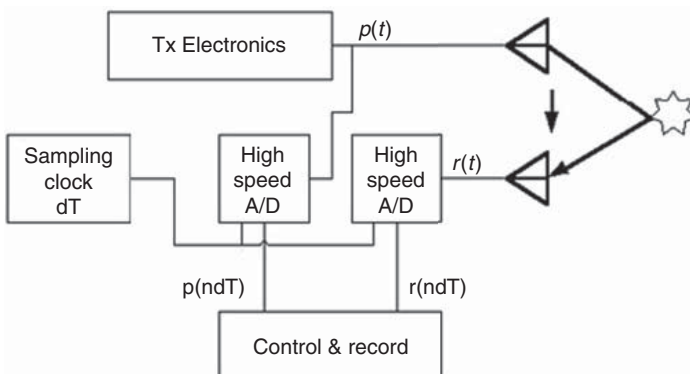 Tx Electronics
p(t)
Sampling
clock
dT
High
speed
A/D
High
speed
A/D
r(t)
p(ndT)
r(ndT)
Control & record